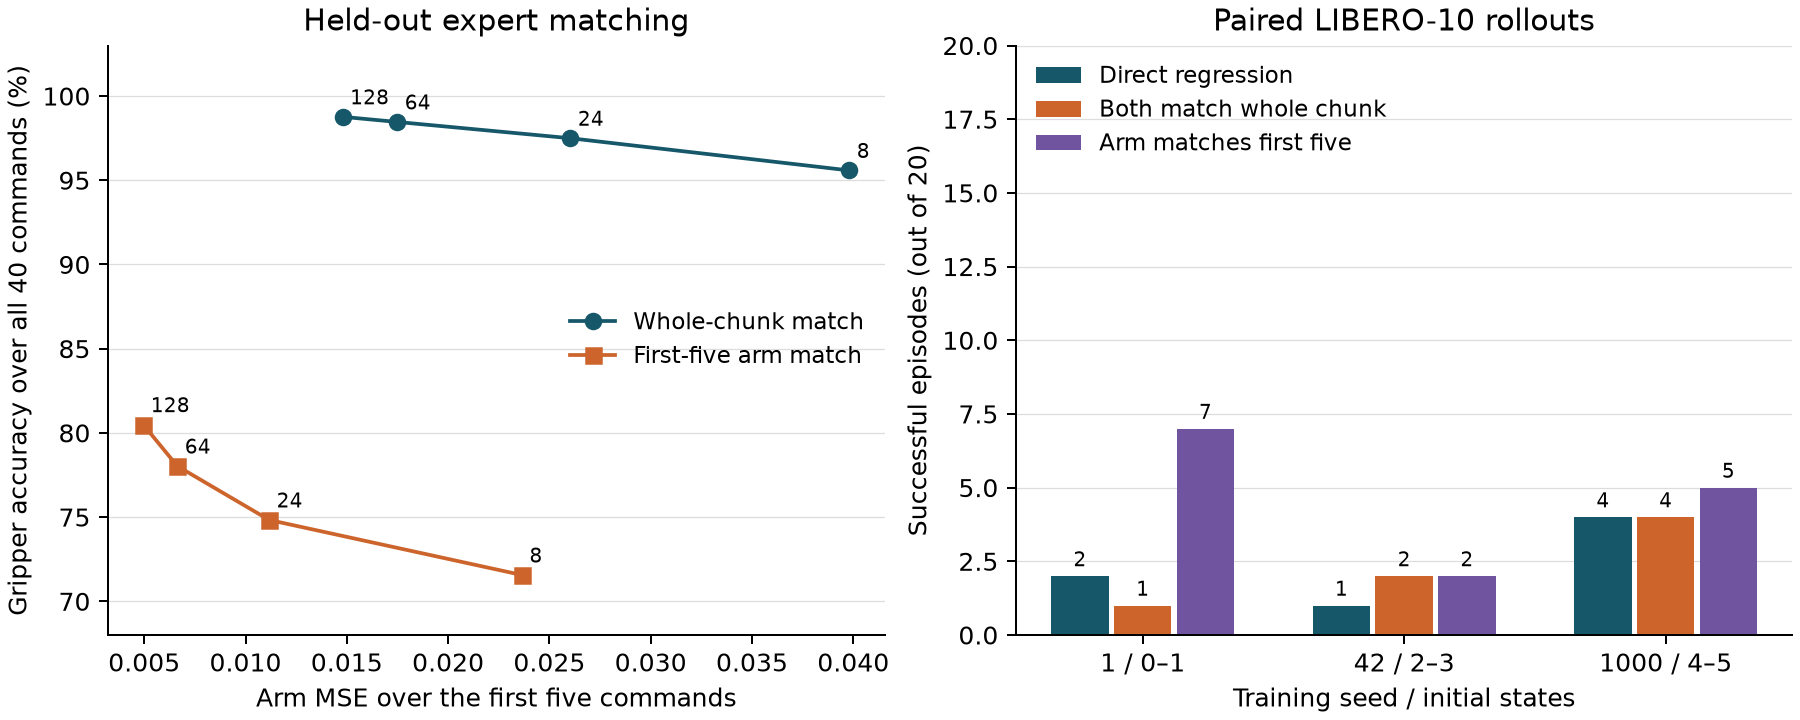 Held-out expert matching
Gripper accuracy over all 40 commands (%)
100
95
90
85
80
75
70
128
64
24
8
Whole-chunk match
First-five arm match
128
64
24
8
0.005
0.010
0.015
0.020
0.025
0.030
0.035
0.040
Arm MSE over the first five commands
Paired LIBERO-10 rollouts
Successful episodes (out of 20)
20.0
17.5
15.0
12.5
10.0
7.5
5.0
2.5
0.0
Direct regression
Both match whole chunk
Arm matches first five
2
1
7
1
2
2
4
4
5
1 / 0–1
42 / 2–3
1000 / 4–5
Training seed / initial states